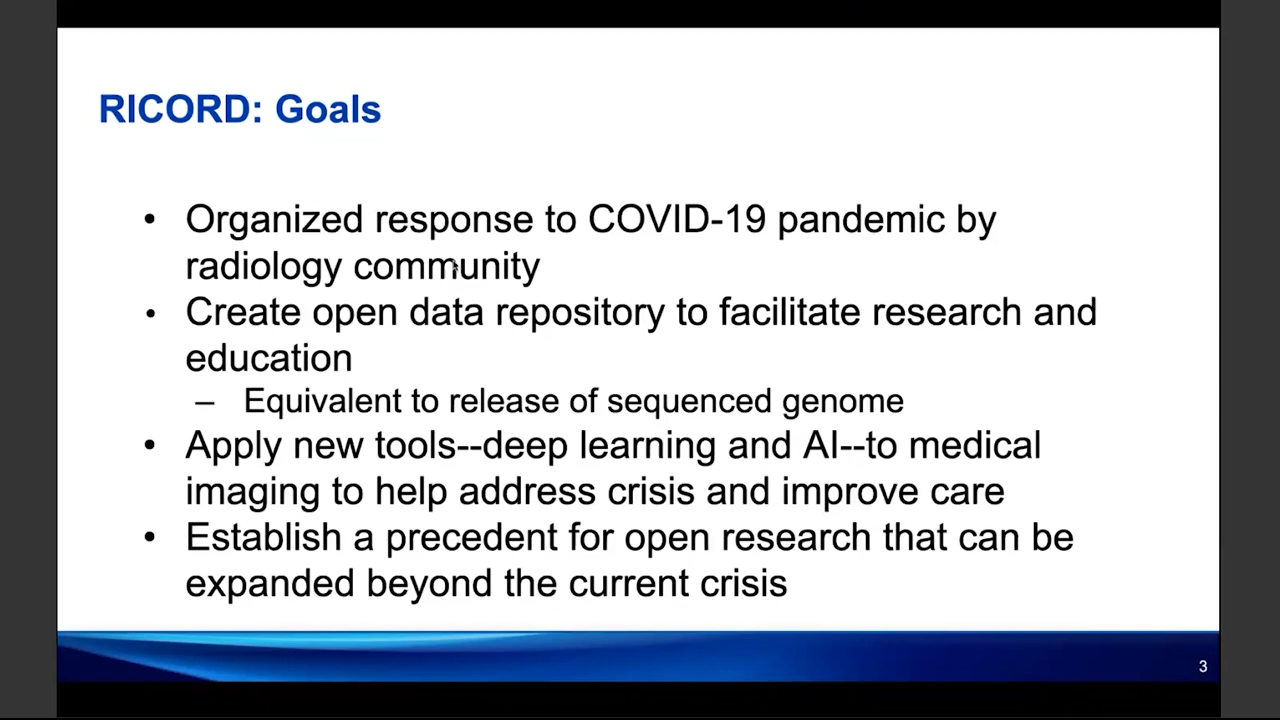 RICORD: Goals
• Organized response to COVID-19 pandemic by
radiology community
• Create open data repository to facilitate research and
education
– Equivalent to release of sequenced genome
• Apply new tools--deep learning and AI--to medical
imaging to help address crisis and improve care
• Establish a precedent for open research that can be
expanded beyond the current crisis
3